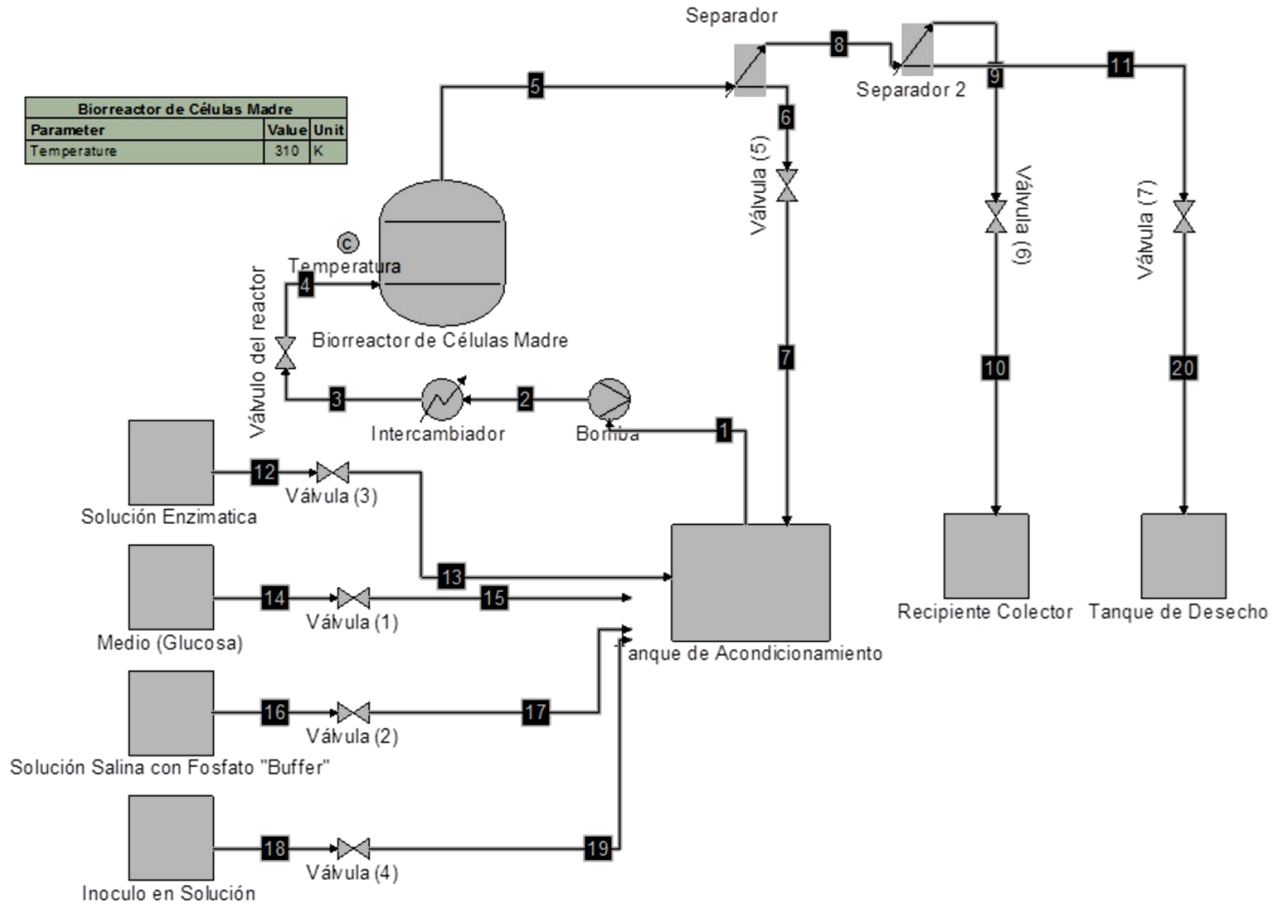 Separador
8
9
11
Separador 2
5
6
Biorreactor de Células Madre
Parameter Value Unit
Temperature 310 K
Válvula (5)
Válvula (6)
Válvula (7)
C
Temperatura
4
Válvulo del reactor
Biorreactor de Células Madre
7
10
20
3
2
Intercambiador
Bomba
1
12
Válvula (3)
Solución Enzimatica
13
14
15
Válvula (1)
Medio (Glucosa)
Recipiente Colector
Tanque de Desecho
Tanque de Acondicionamiento
16
17
Válvula (2)
Solución Salina con Fosfato "Buffer"
18
19
Válvula (4)
Inoculo en Solución